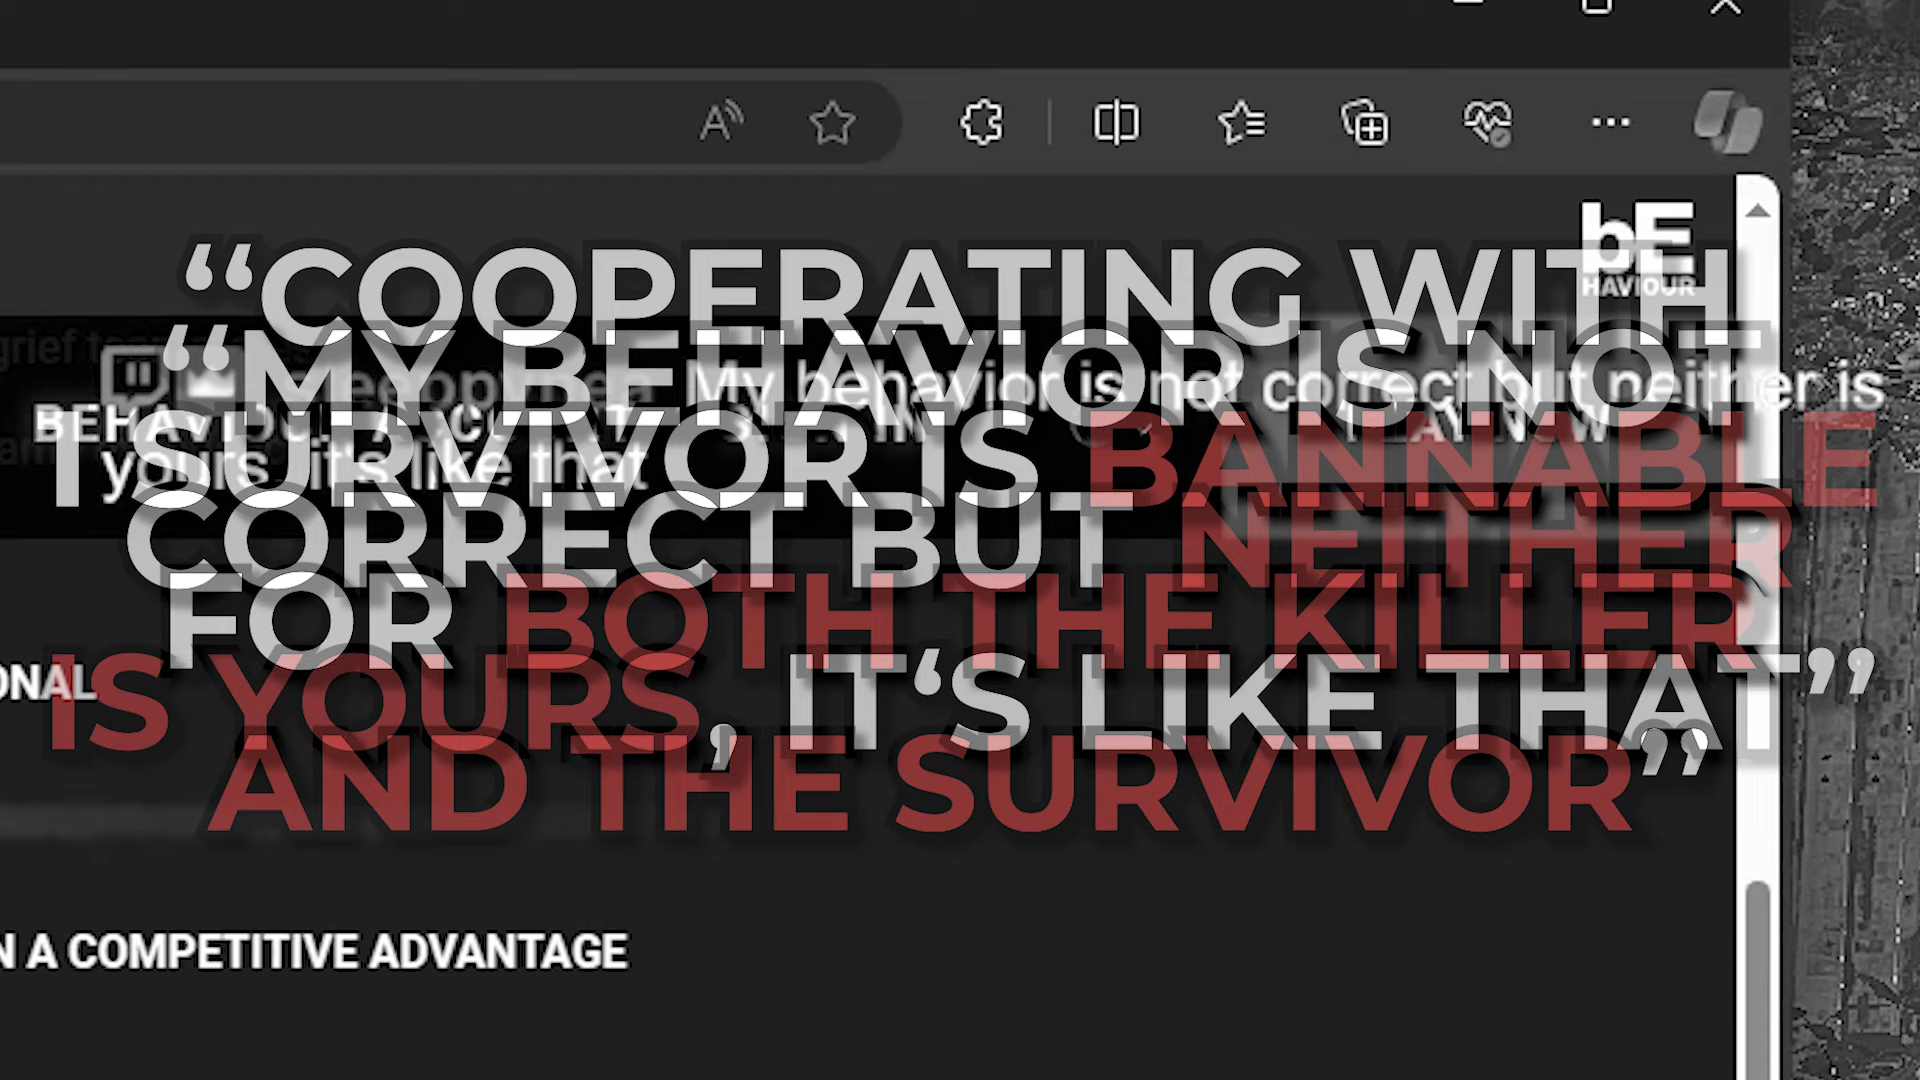 bE
HAVIOUR
“COOPERATING WITH
“MY BEHAVIOR IS NOT
My behavior is not correct but neither is
I SURVIVOR IS BANNABLE
yours, it's like that
CORRECT BUT NEITHER
FOR BOTH THE KILLER
ONAL
IS YOURS, IT‘S LIKE THAT”
AND THE SURVIVOR”
N A COMPETITIVE ADVANTAGE